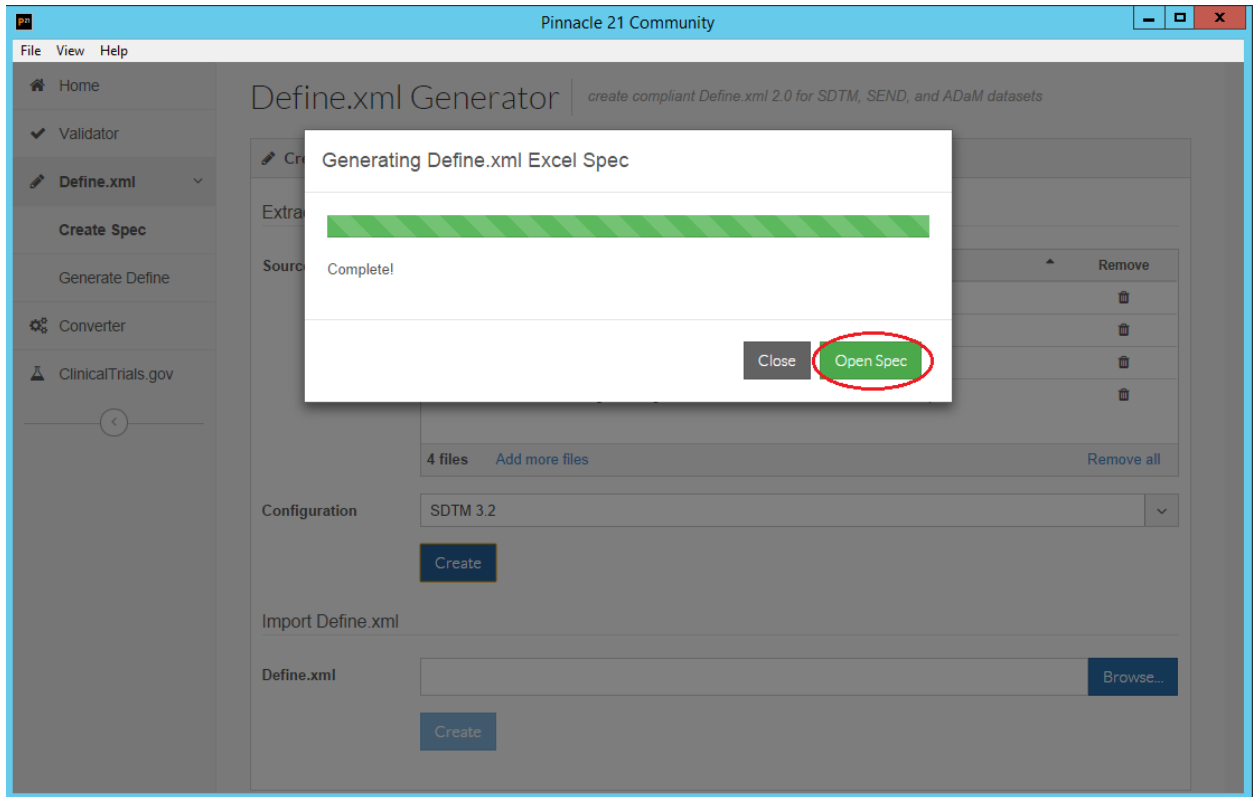 P21
Pinnacle 21 Community
File View Help
Home
Validator
Define.xml
Create Spec
Generate Define
Converter
ClinicalTrials.gov
Define.xml Generator
create compliant Define.xml 2.0 for SDTM, SEND, and ADaM datasets
Cre
Generating Define.xml Excel Spec
Extra
Source
Complete!
Remove
Close
Open Spec
4 files Add more files Remove all
Configuration SDTM 3.2
Create
Import Define.xml
Define.xml Browse...
Create